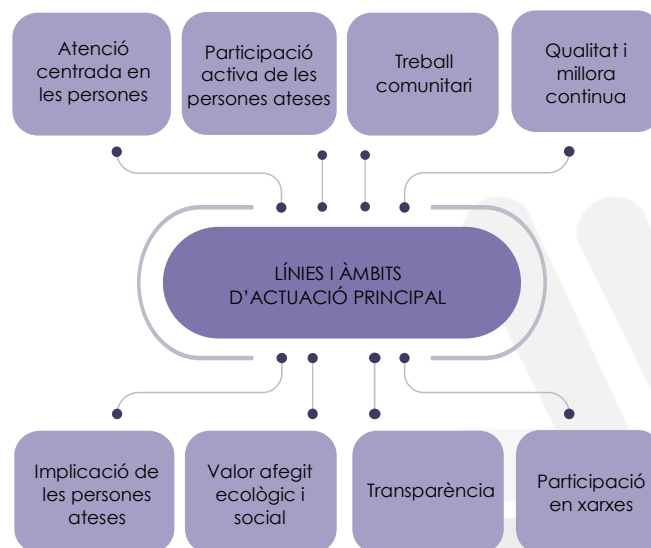 Atenció
centrada en
les persones
Participació
activa de les
persones ateses
Treball
comunitari
Qualitat i
millora
continua
LÍNIES I ÀMBITS
D’ACTUACIÓ PRINCIPAL
Implicació de
les persones
ateses
Valor afegit
ecològic i
social
Transparència
Participació
en xarxes